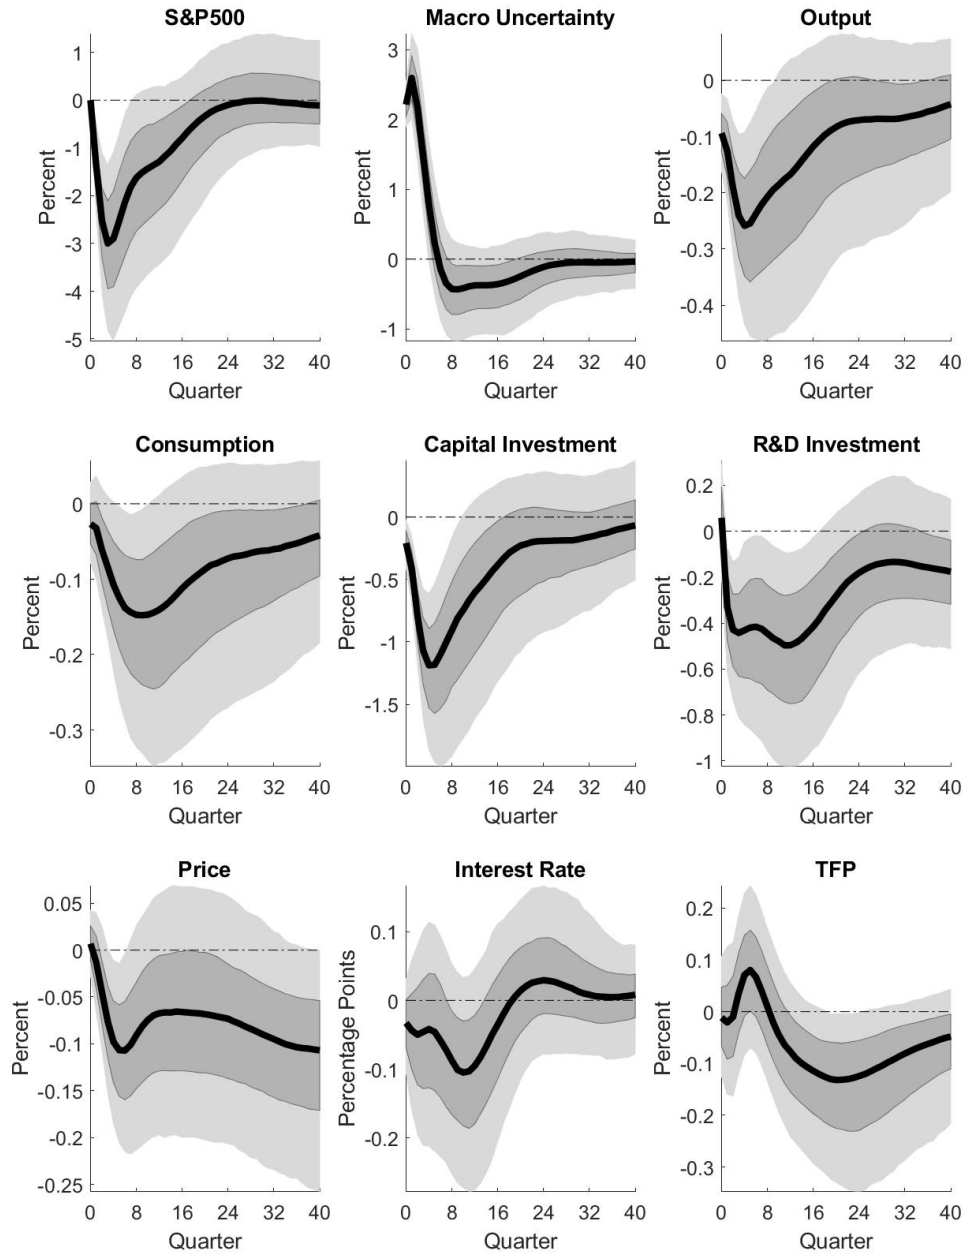 S&P500
Macro Uncertainty
Output
Percent
1
0
-1
-2
-3
-4
-5
0 8 16 24 32 40
Quarter
Percent
3
2
1
0
-1
0 8 16 24 32 40
Quarter
Percent
0
-0.1
-0.2
-0.3
-0.4
0 8 16 24 32 40
Quarter
Consumption
Capital Investment
R&D Investment
Percent
0
-0.1
-0.2
-0.3
0 8 16 24 32 40
Quarter
Percent
0
-0.5
-1
-1.5
0 8 16 24 32 40
Quarter
Percent
0.2
0
-0.2
-0.4
-0.6
-0.8
-1
0 8 16 24 32 40
Quarter
Price
Interest Rate
TFP
Percent
0.05
0
-0.05
-0.1
-0.15
-0.2
-0.25
0 8 16 24 32 40
Quarter
Percentage Points
0.1
0
-0.1
-0.2
0 8 16 24 32 40
Quarter
Percent
0.2
0.1
0
-0.1
-0.2
-0.3
0 8 16 24 32 40
Quarter